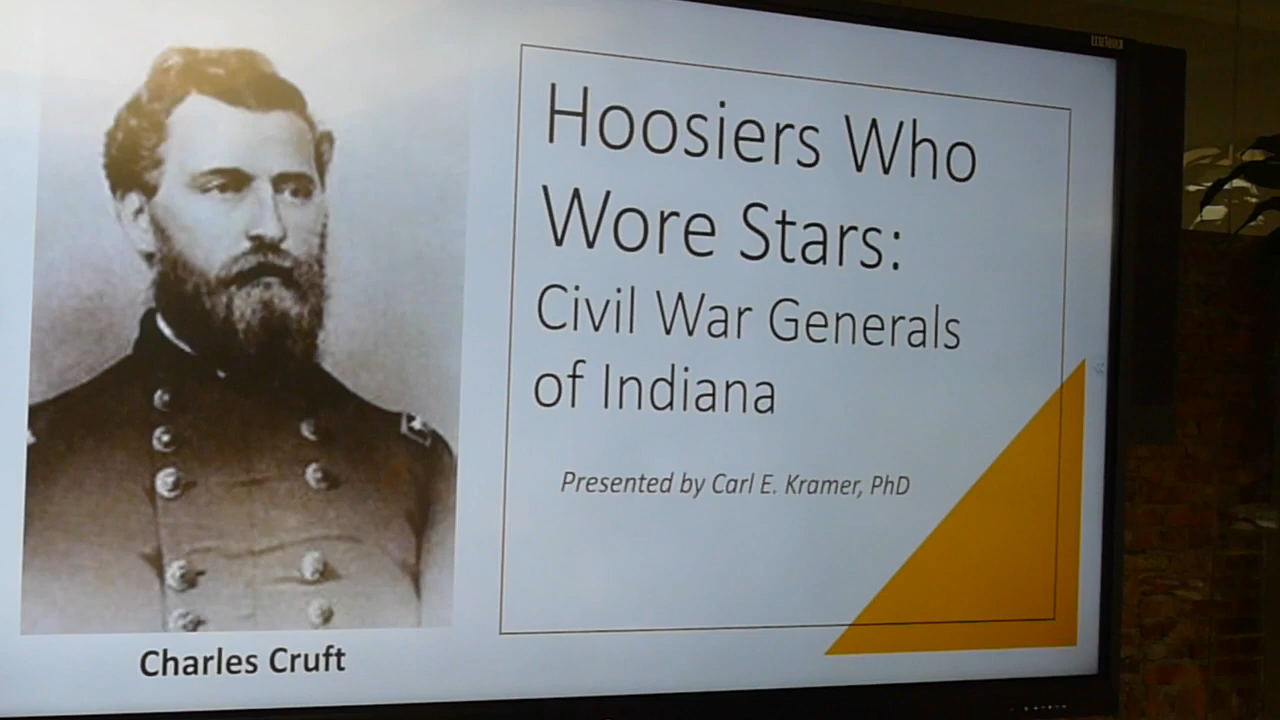 Hoosiers Who
Wore Stars:
Civil War Generals
of Indiana
Presented by Carl E. Kramer, PhD
Charles Cruft